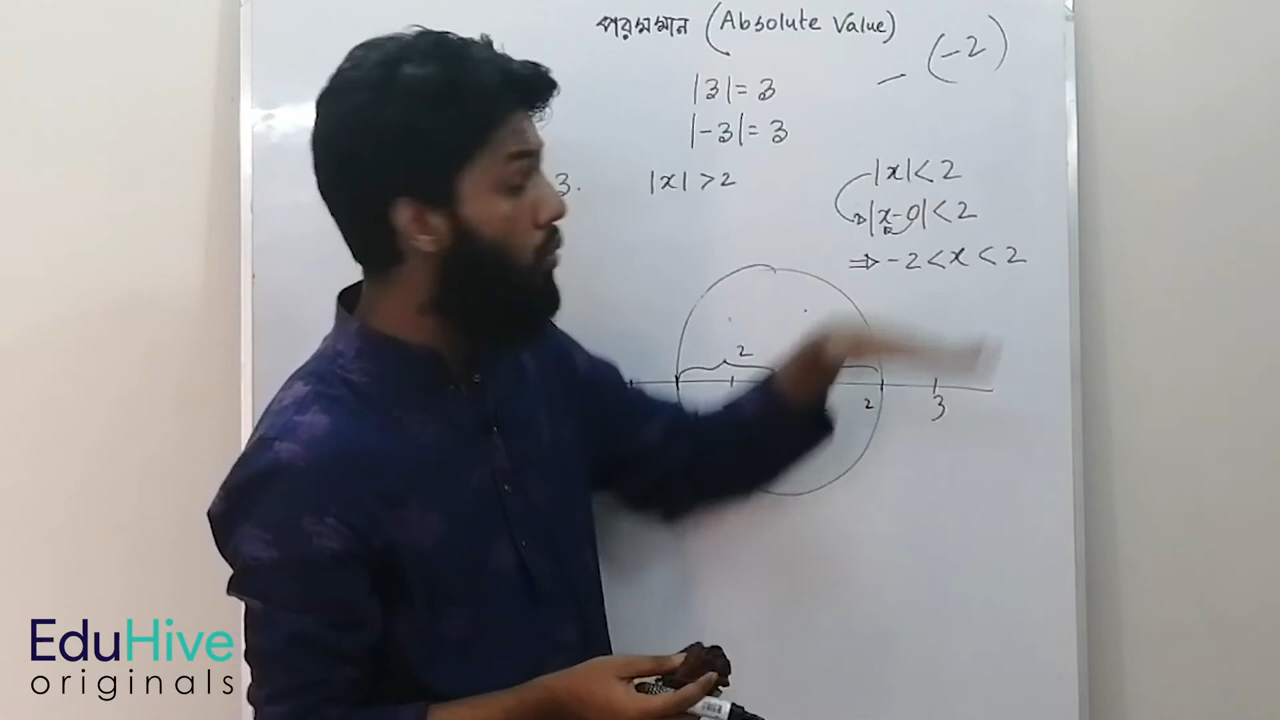 পরমমান (Absolute Value)
- (-2)
|3| = 3
|-3| = 3
3. |x| > 2
|x| < 2
|x-0| < 2
⇒ -2 < x < 2
2
2
3
EduHive
originals